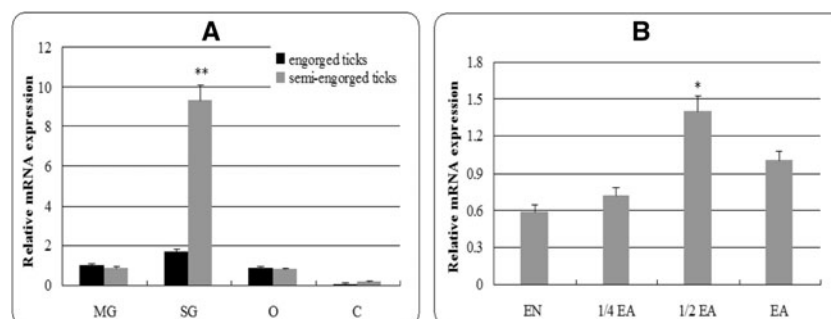 A
Relative mRNA expression
12
10
8
6
4
2
0
**
engorged ticks
semi-engorged ticks
MG SG O C
B
Relative mRNA expression
1.8
1.5
1.2
0.9
0.6
0.3
0
*
EN 1/4 EA 1/2 EA EA